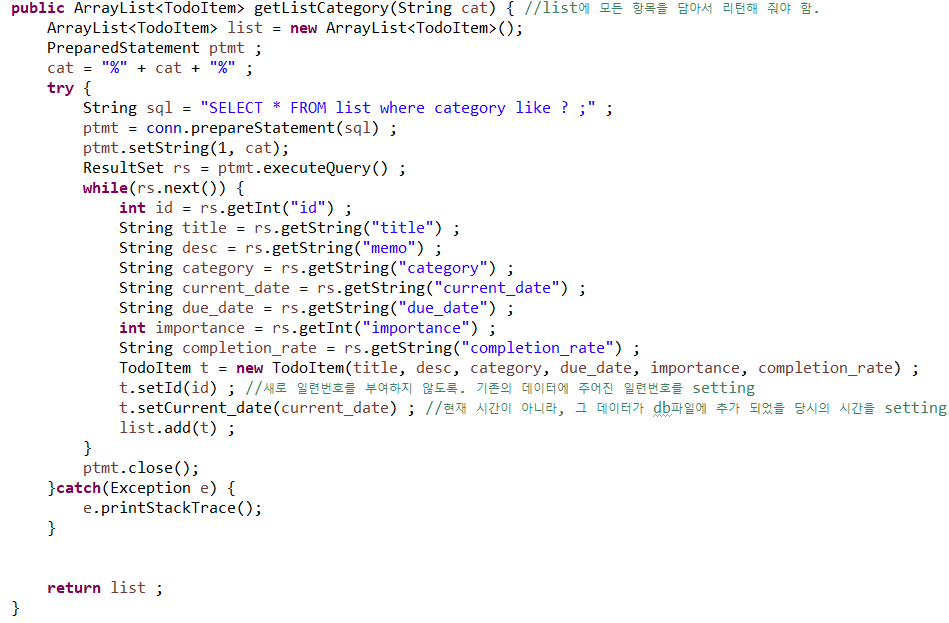 public ArrayList<TodoItem> getListCategory(String cat) { //list에 모든 항목을 담아서 리턴해 줘야 함.
    ArrayList<TodoItem> list = new ArrayList<TodoItem>();
    PreparedStatement ptmt ;
    cat = "%" + cat + "%" ;
    try {
        String sql = "SELECT * FROM list where category like ? ;" ;
        ptmt = conn.prepareStatement(sql) ;
        ptmt.setString(1, cat);
        ResultSet rs = ptmt.executeQuery() ;
        while(rs.next()) {
            int id = rs.getInt("id") ;
            String title = rs.getString("title") ;
            String desc = rs.getString("memo") ;
            String category = rs.getString("category") ;
            String current_date = rs.getString("current_date") ;
            String due_date = rs.getString("due_date") ;
            int importance = rs.getInt("importance") ;
            String completion_rate = rs.getString("completion_rate") ;
            TodoItem t = new TodoItem(title, desc, category, due_date, importance, completion_rate) ;
            t.setId(id) ; //새로 일련번호를 부여하지 않도록. 기존의 데이터에 주어진 일련번호를 setting
            t.setCurrent_date(current_date) ; //현재 시간이 아니라, 그 데이터가 db파일에 추가 되었을 당시의 시간을 setting
            list.add(t) ;
        }
        ptmt.close();
    }catch(Exception e) {
        e.printStackTrace();
    }
    return list ;
}